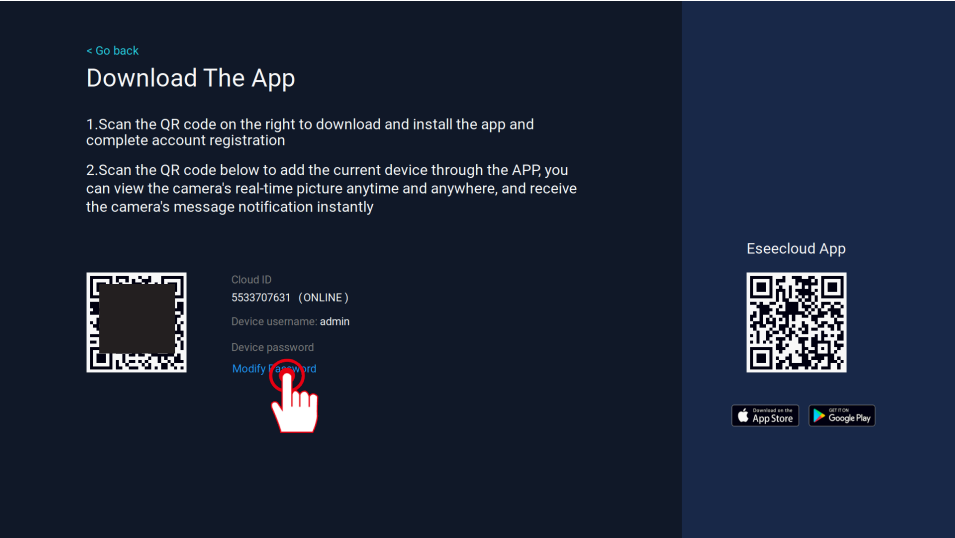 < Go back
Download The App
1.Scan the QR code on the right to download and install the app and
complete account registration
2.Scan the QR code below to add the current device through the APP, you
can view the camera's real-time picture anytime and anywhere, and receive
the camera's message notification instantly
Cloud ID
5533707631 (ONLINE)
Device username: admin
Device password
Modify Password
Eseecloud App
Download on the
App Store
GET IT ON
Google Play